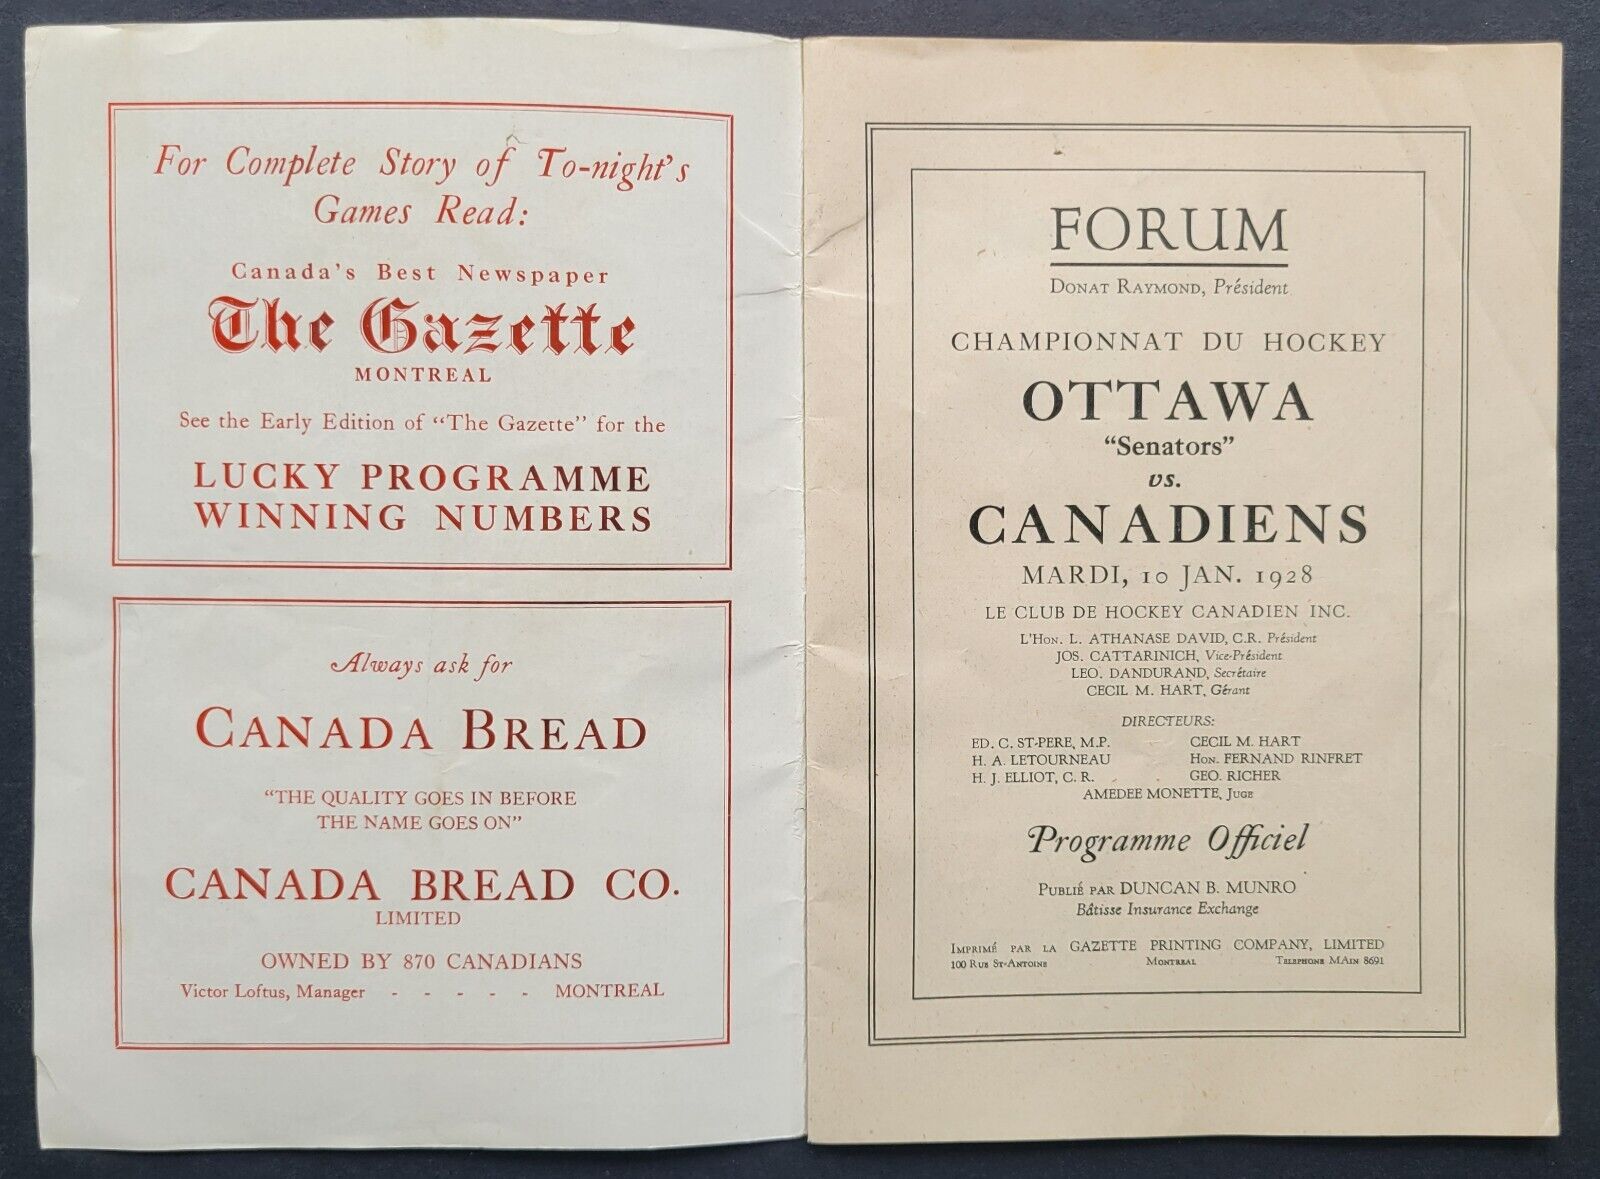 For Complete Story of To-night's
Games Read:
Canada's Best Newspaper
The Gazette
MONTREAL
See the Early Edition of "The Gazette" for the
LUCKY PROGRAMME
WINNING NUMBERS
Always ask for
CANADA BREAD
"THE QUALITY GOES IN BEFORE
THE NAME GOES ON"
CANADA BREAD CO.
LIMITED
OWNED BY 870 CANADIANS
Victor Loftus, Manager - - - - - MONTREAL
FORUM
DONAT RAYMOND, Président
CHAMPIONNAT DU HOCKEY
OTTAWA
"Senators"
vs.
CANADIENS
MARDI, 10 JAN. 1928
LE CLUB DE HOCKEY CANADIEN INC.
L'HON. L. ATHANASE DAVID, C.R. Président
JOS. CATTARINICH, Vice-Président
LEO. DANDURAND, Secrétaire
CECIL M. HART, Gérant
DIRECTEURS:
ED. C. ST-PERE, M.P. CECIL M. HART
H. A. LETOURNEAU HON. FERNAND RINFRET
H. J. ELLIOT, C. R. GEO. RICHER
AMEDEE MONETTE, JUGE
Programme Officiel
PUBLIÉ PAR DUNCAN B. MUNRO
Bâtisse Insurance Exchange
IMPRIMÉ PAR LA GAZETTE PRINTING COMPANY, LIMITED
100 RUE ST-ANTOINE MONTREAL TELEPHONE MAIN 8691